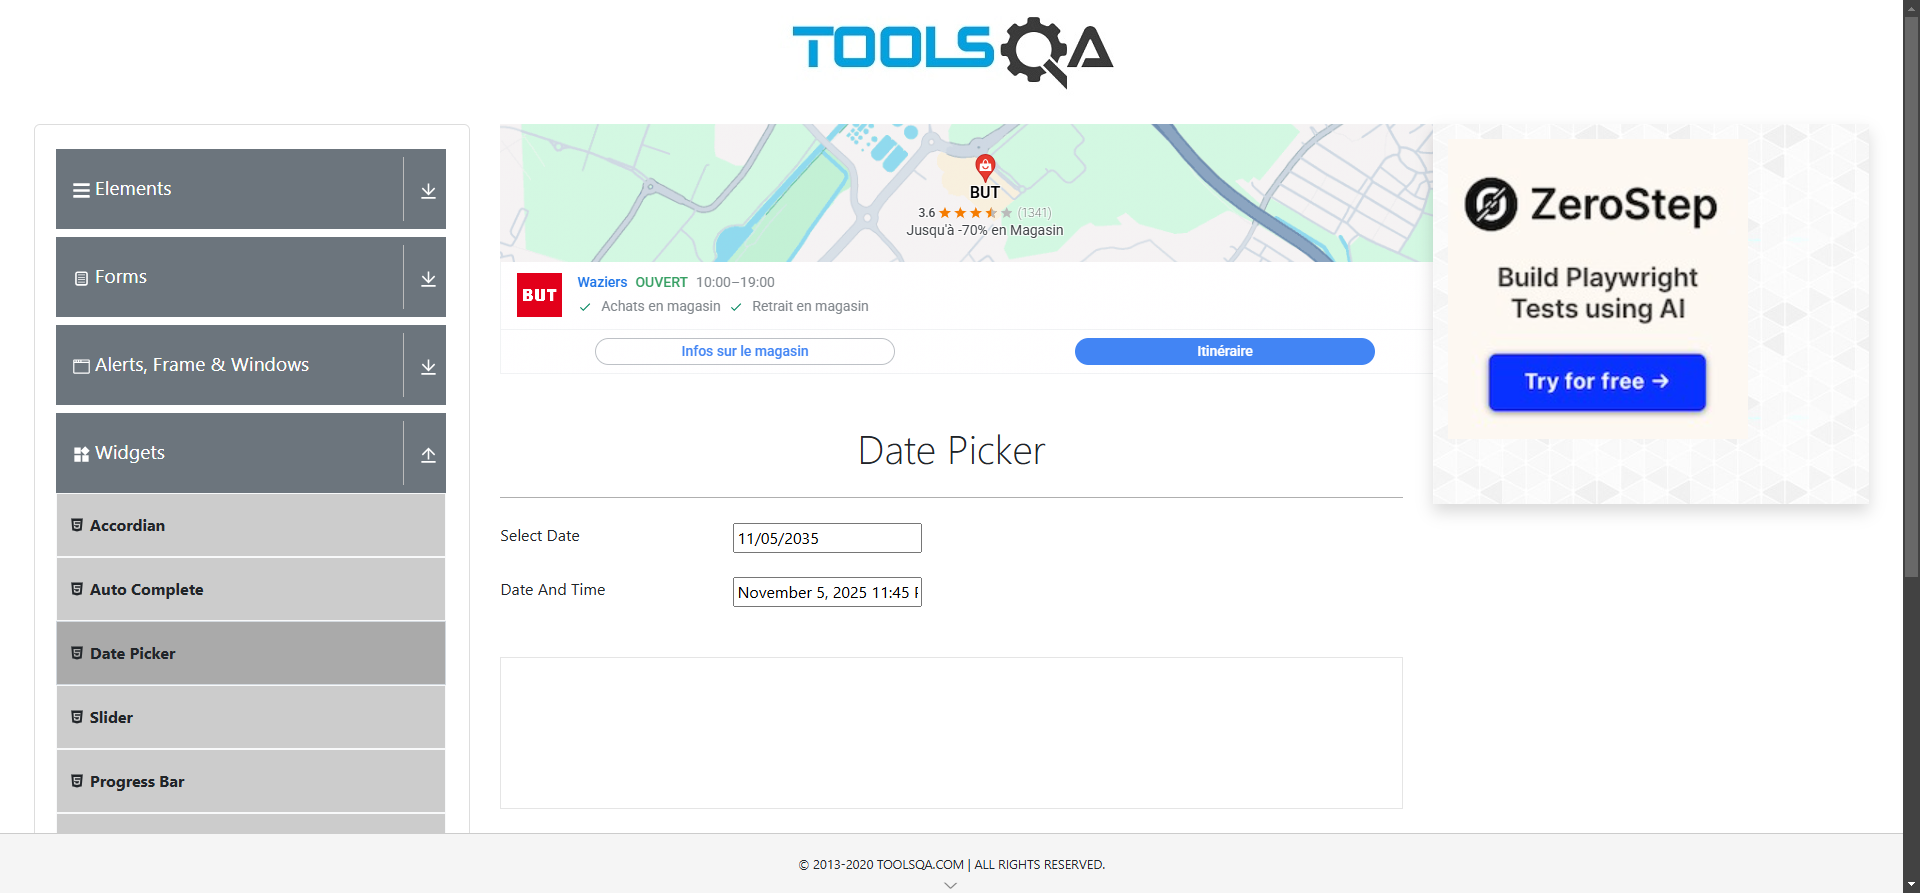 TOOLSQA
Elements
Forms
Alerts, Frame & Windows
Widgets
Accordian
Auto Complete
Date Picker
Slider
Progress Bar
BUT
3.6 ★★★★★ (1341)
Jusqu'à -70% en Magasin
BUT
Waziers OUVERT 10:00–19:00
✓ Achats en magasin ✓ Retrait en magasin
Infos sur le magasin
Itinéraire
ZeroStep
Build Playwright
Tests using AI
Try for free →
Date Picker
Select Date
11/05/2035
Date And Time
November 5, 2025 11:45
© 2013-2020 TOOLSQA.COM | ALL RIGHTS RESERVED.